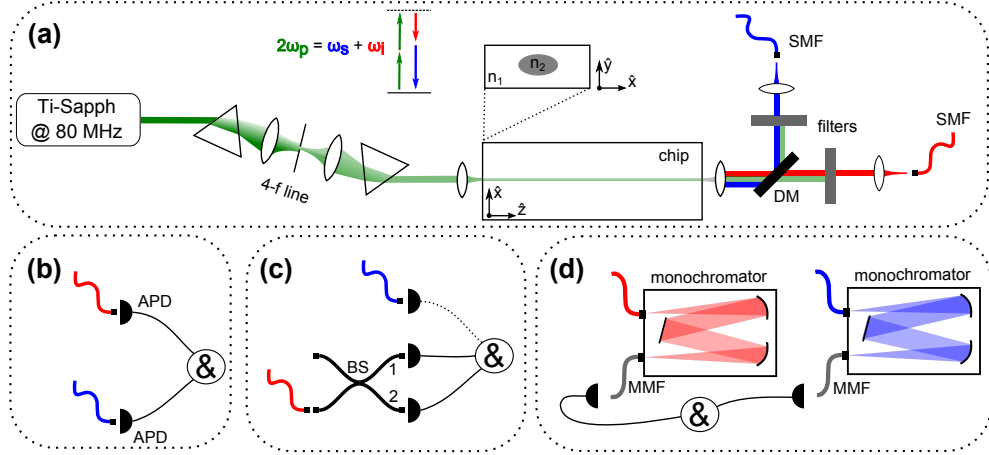 (a)
2ωp = ωs + ωi
Ti-Sapph
@ 80 MHz
4-f line
n1
n2
ŷ
x̂
chip
x̂
ẑ
SMF
filters
SMF
DM
(b)
APD
&
APD
(c)
BS
1
2
&
(d)
monochromator
monochromator
MMF
MMF
&